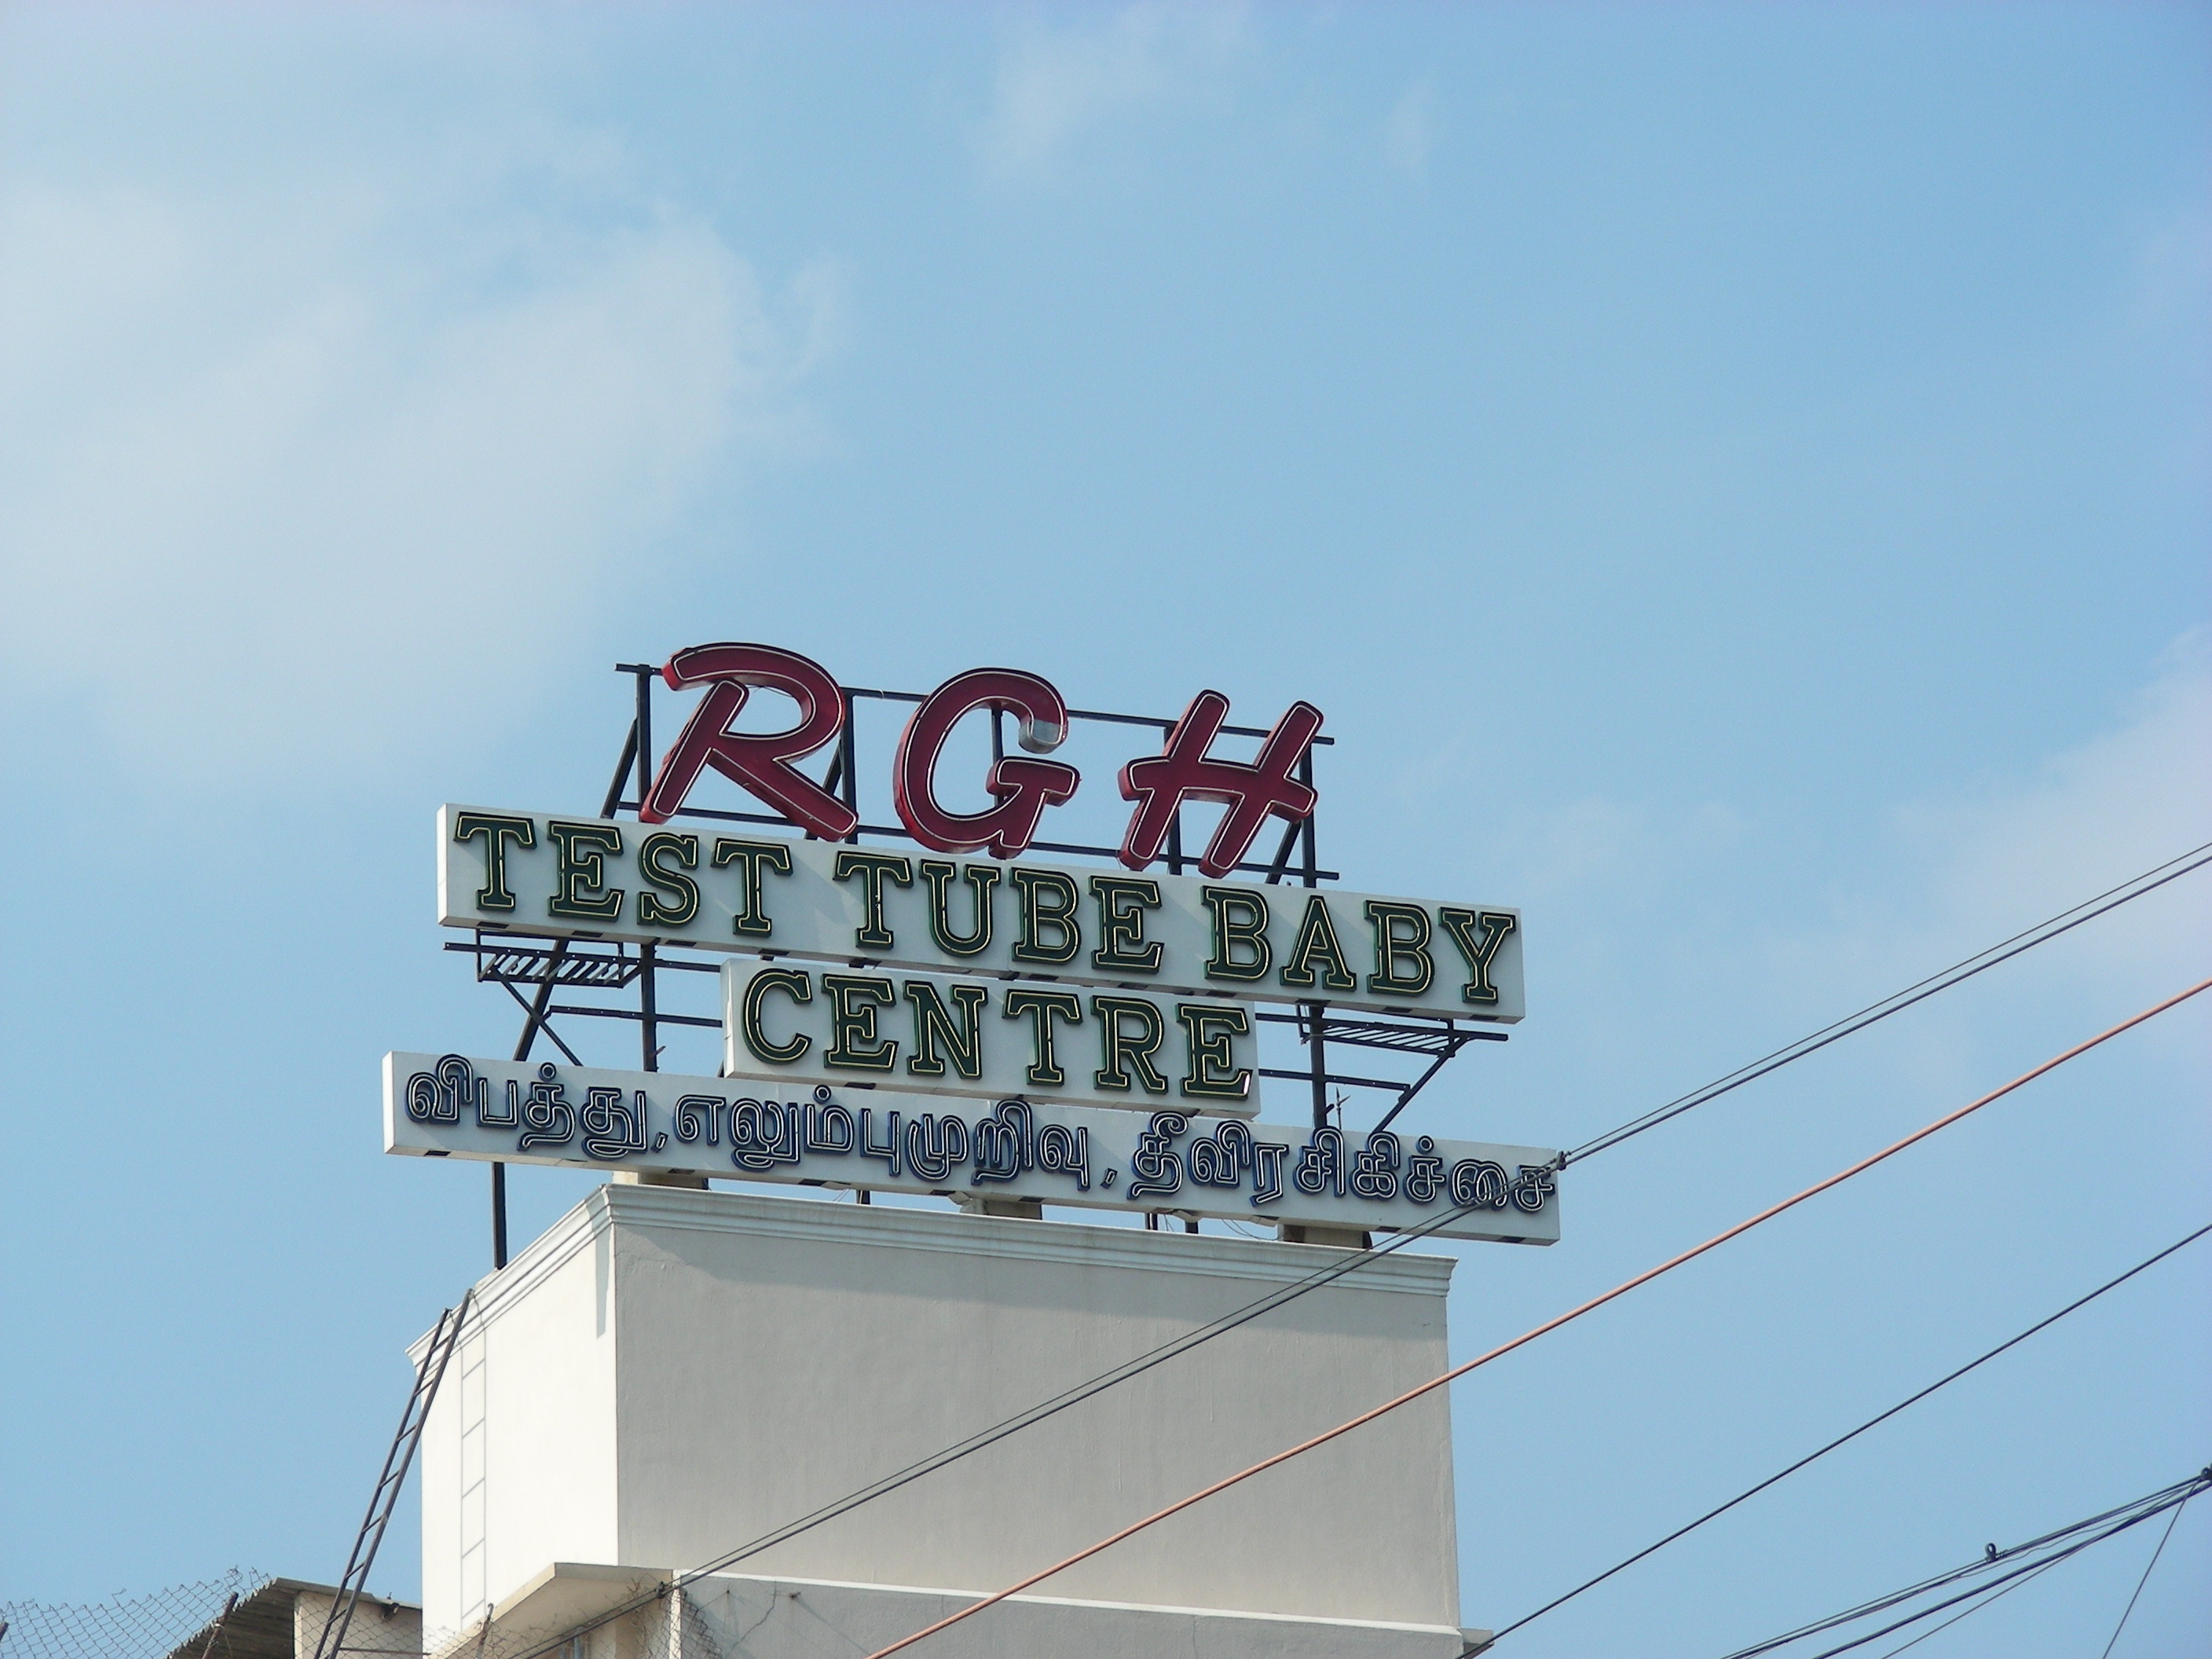 RGH
TEST TUBE BABY
CENTRE
விபத்து, எலும்புமுறிவு, தீவிரசிகிச்சை